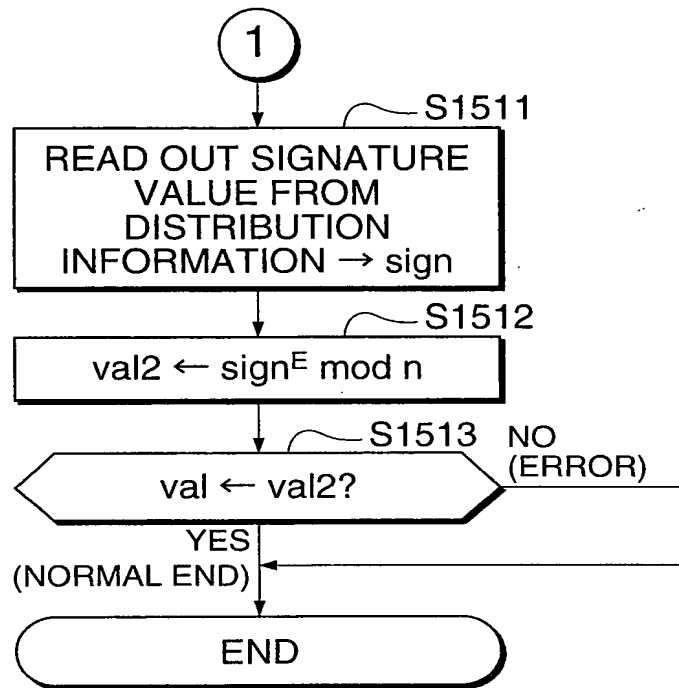 1
S1511
READ OUT SIGNATURE
VALUE FROM
DISTRIBUTION
INFORMATION → sign
S1512
val2 ← sign^E mod n
S1513
val ← val2?
NO
(ERROR)
YES
(NORMAL END)
END